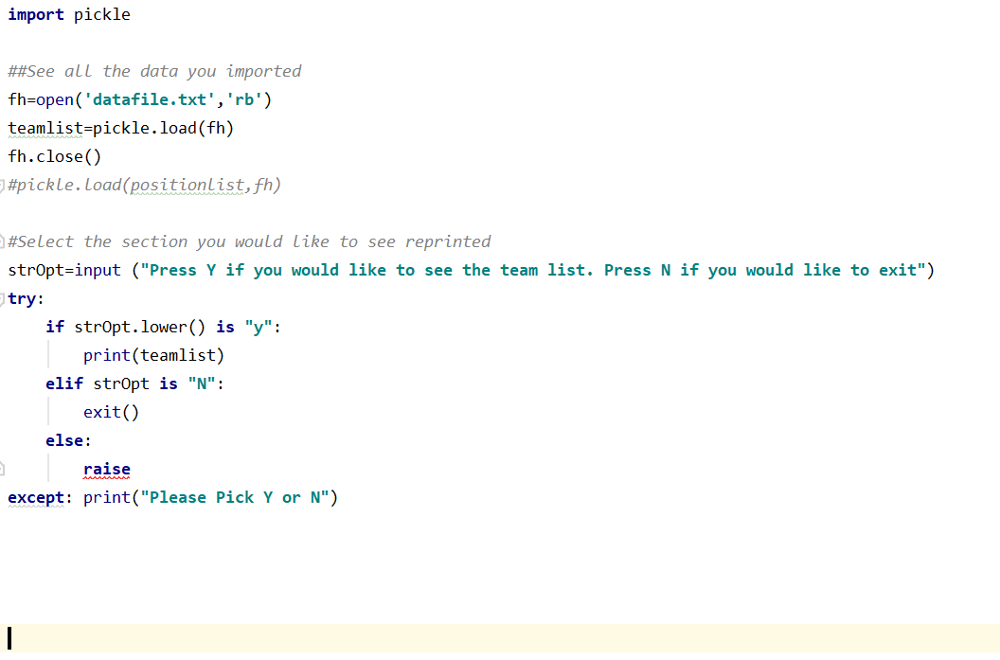 import pickle
##See all the data you imported
fh=open('datafile.txt','rb')
teamlist=pickle.load(fh)
fh.close()
#pickle.load(positionlist,fh)
#Select the section you would like to see reprinted
strOpt=input ("Press Y if you would like to see the team list. Press N if you would like to exit")
try:
    if strOpt.lower() is "y":
        print(teamlist)
    elif strOpt is "N":
        exit()
    else:
        raise
except: print("Please Pick Y or N")